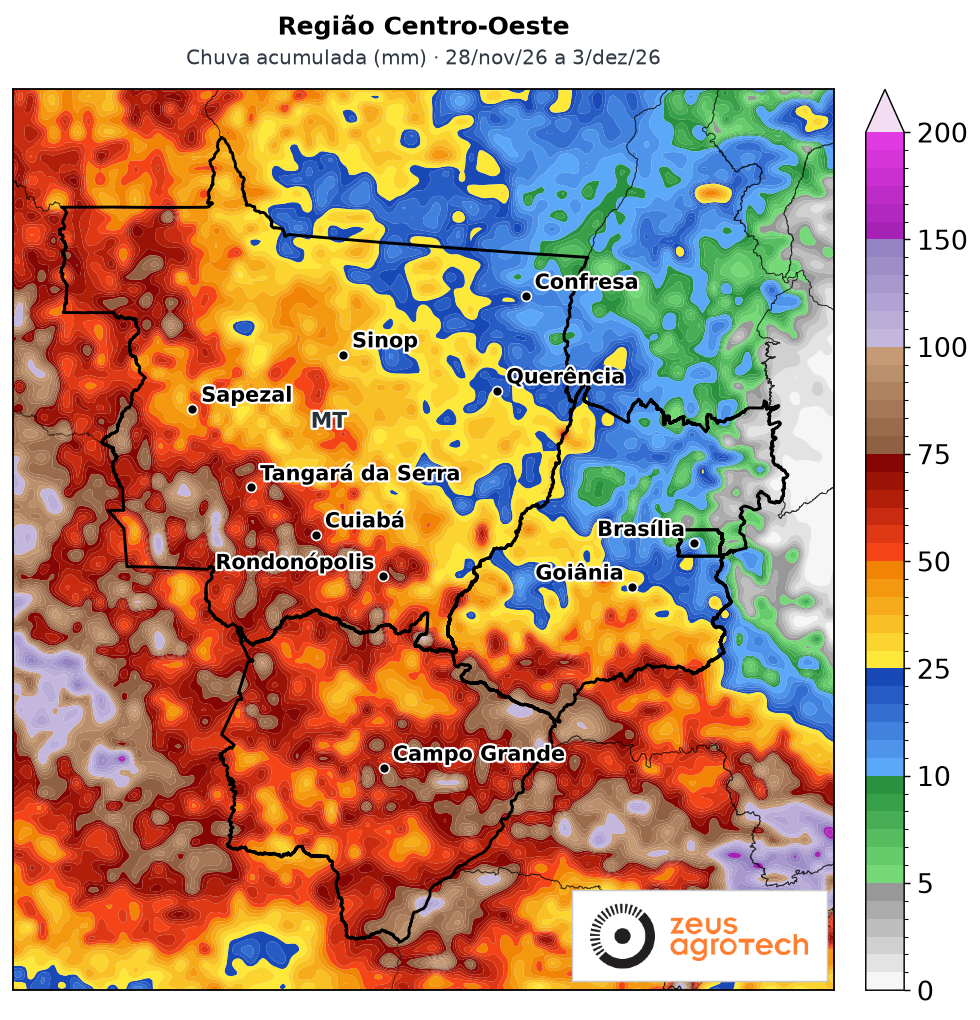 Região Centro-Oeste
Chuva acumulada (mm) · 28/nov/26 a 3/dez/26
200
150
100
75
50
25
10
5
0
Confresa
Sinop
Querência
Sapezal
MT
Tangará da Serra
Cuiabá
Brasília
Rondonópolis
Goiânia
Campo Grande
zeus
agrotech